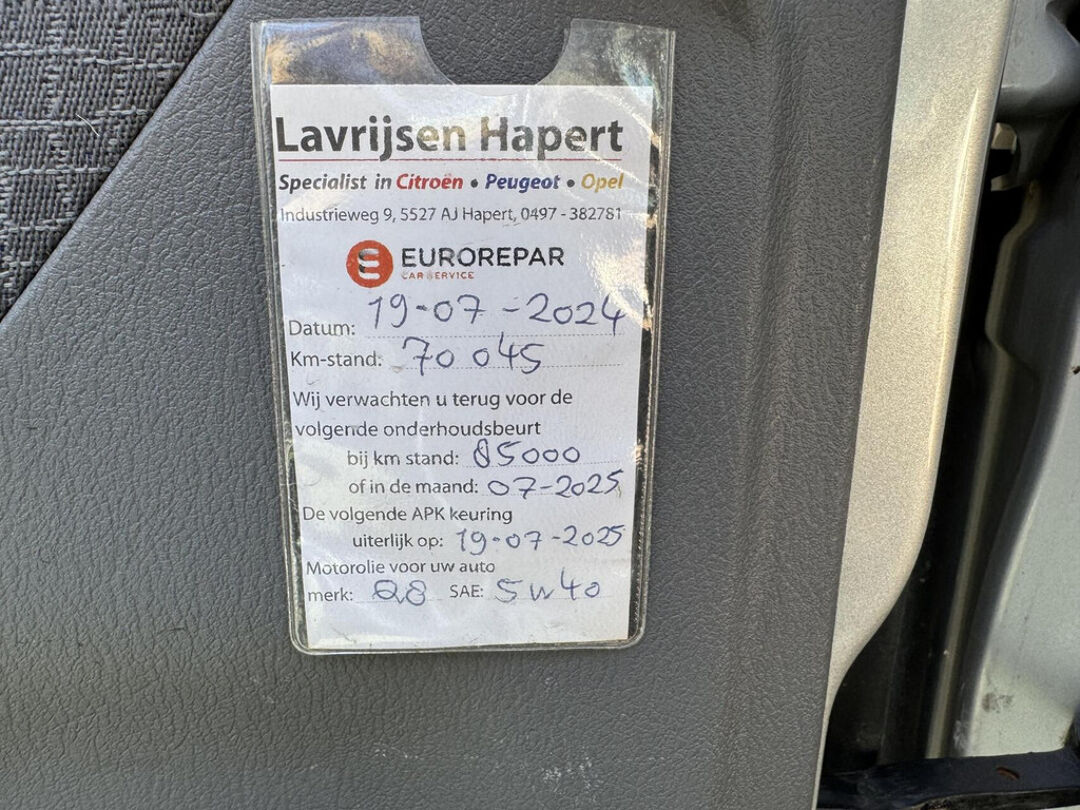 Lavrijsen Hapert
Specialist in Citroën • Peugeot • Opel
Industrieweg 9, 5527 AJ Hapert, 0497 - 382781
EUROREPAR
CAR SERVICE
Datum: 19-07-2024
Km-stand: 70 045
Wij verwachten u terug voor de
volgende onderhoudsbeurt
bij km stand: 85000
of in de maand: 07-2025
De volgende APK keuring
uiterlijk op: 19-07-2025
Motorolie voor uw auto
merk: Q8 SAE: 5w40